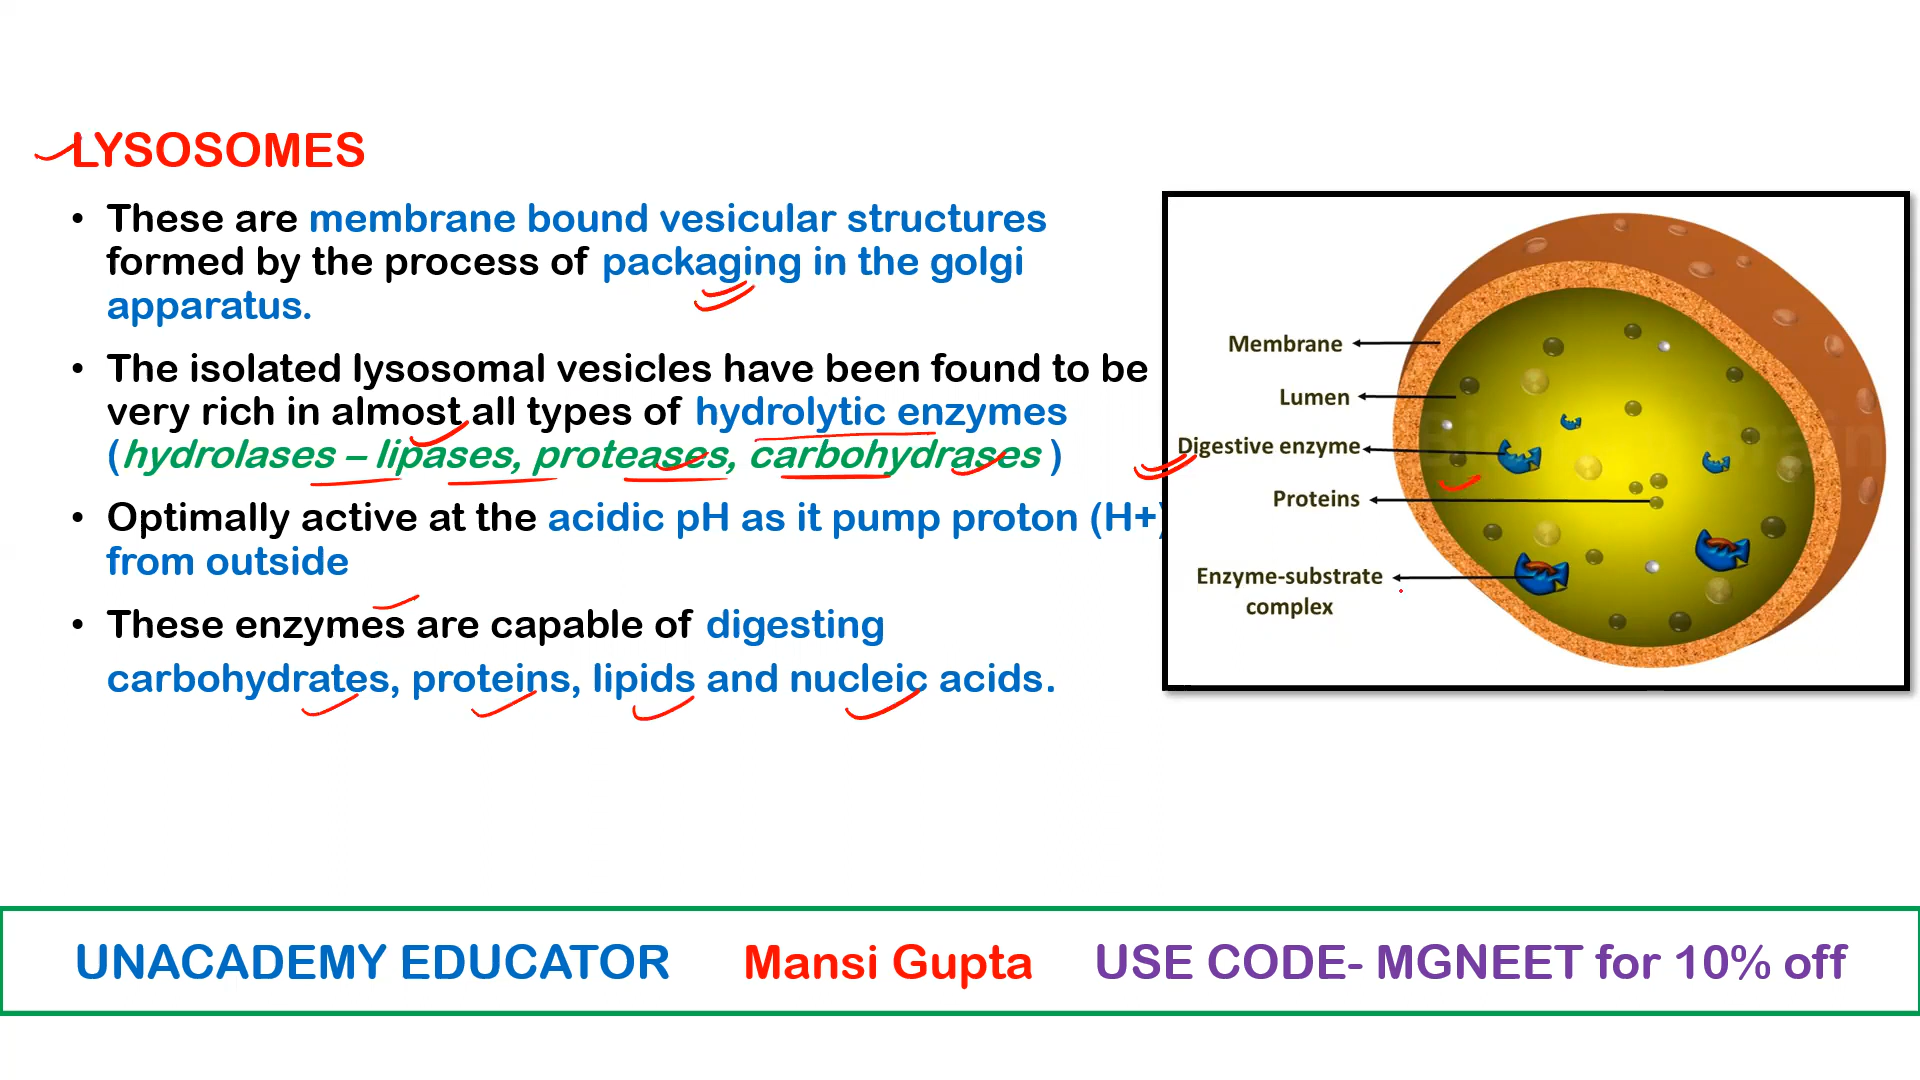 LYSOSOMES
• These are membrane bound vesicular structures
formed by the process of packaging in the golgi
apparatus.
• The isolated lysosomal vesicles have been found to be
very rich in almost all types of hydrolytic enzymes
(hydrolases – lipases, proteases, carbohydrases )
• Optimally active at the acidic pH as it pump proton (H+)
from outside
• These enzymes are capable of digesting
carbohydrates, proteins, lipids and nucleic acids.
Membrane
Lumen
Digestive enzyme
Proteins
Enzyme-substrate
complex
UNACADEMY EDUCATOR Mansi Gupta USE CODE- MGNEET for 10% off